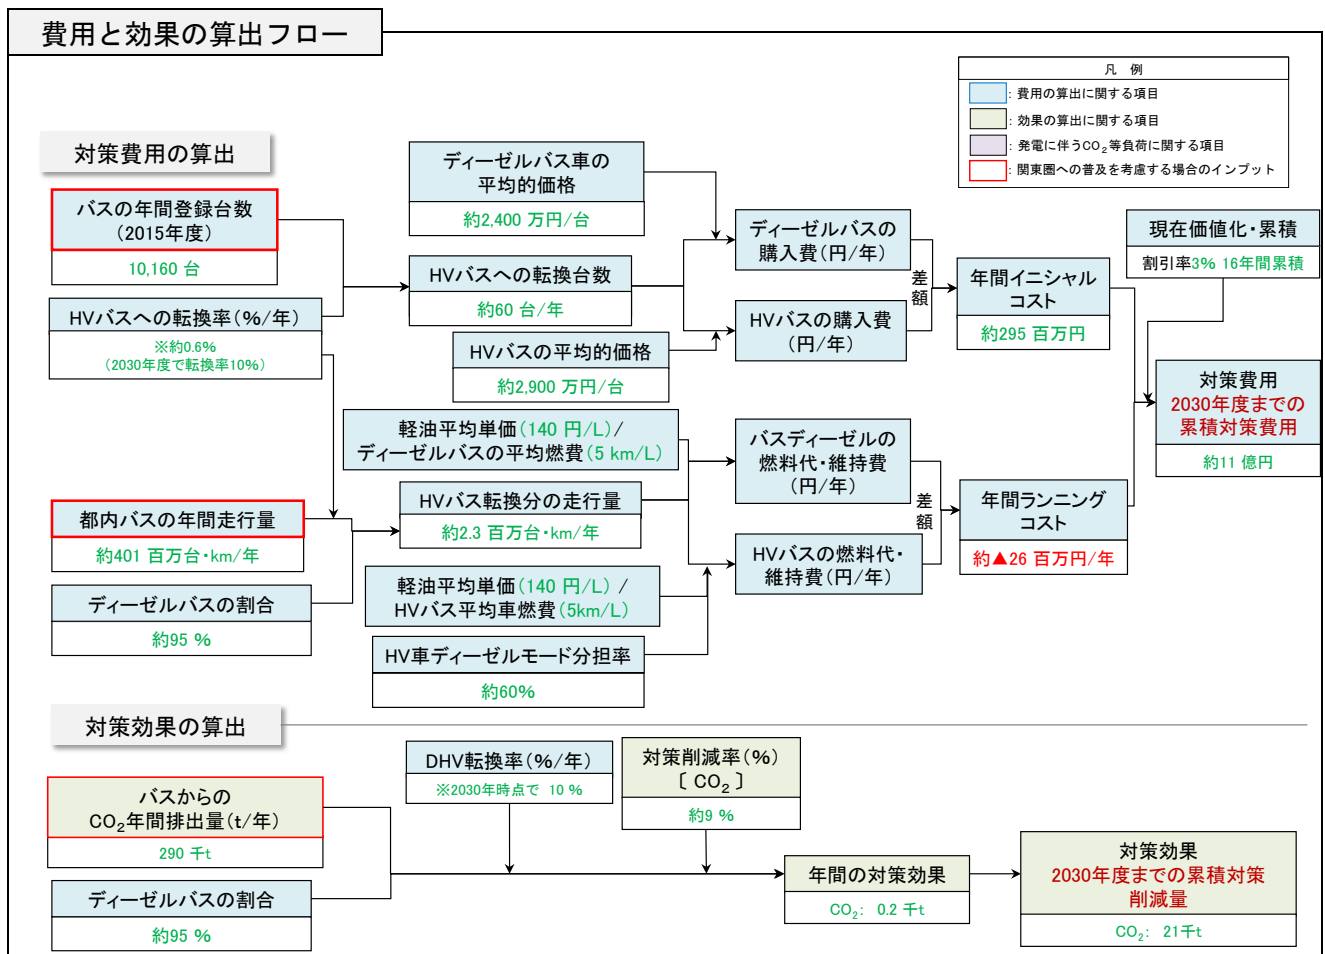 費用と効果の算出フロー
凡 例
: 費用の算出に関する項目
: 効果の算出に関する項目
: 発電に伴うCO₂等負荷に関する項目
: 関東圏への普及を考慮する場合のインプット
対策費用の算出
バスの年間登録台数
(2015年度)
10,160 台
HVバスへの転換率(%/年)
※約0.6%
(2030年度で転換率10%)
ディーゼルバス車の
平均的価格
約2,400 万円/台
HVバスへの転換台数
約60 台/年
HVバスの平均的価格
約2,900 万円/台
ディーゼルバスの
購入費(円/年)
HVバスの購入費
(円/年)
差
額
年間イニシャル
コスト
約295 百万円
現在価値化・累積
割引率3% 16年間累積
対策費用
2030年度までの
累積対策費用
約11 億円
軽油平均単価(140 円/L)/
ディーゼルバスの平均燃費(5 km/L)
HVバス転換分の走行量
約2.3 百万台・km/年
都内バスの年間走行量
約401 百万台・km/年
ディーゼルバスの割合
約95 %
軽油平均単価(140 円/L) /
HVバス平均車燃費(5km/L)
HV車ディーゼルモード分担率
約60%
バスディーゼルの
燃料代・維持費
(円/年)
HVバスの燃料代・
維持費(円/年)
差
額
年間ランニング
コスト
約▲26 百万円/年
対策効果の算出
バスからの
CO₂年間排出量(t/年)
290 千t
ディーゼルバスの割合
約95 %
DHV転換率(%/年)
※2030年時点で 10 %
対策削減率(%)
〔 CO₂ 〕
約9 %
年間の対策効果
CO₂: 0.2 千t
対策効果
2030年度までの累積対策
削減量
CO₂: 21千t